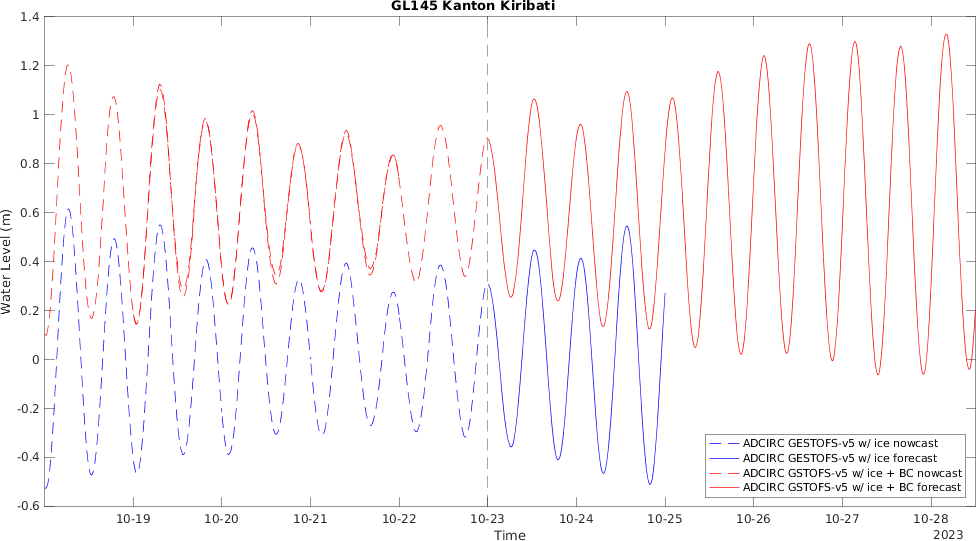 GL145 Kanton Kiribati
1.4
1.2
1
0.8
0.6
0.4
0.2
0
-0.2
-0.4
-0.6
Water Level (m)
10-19 10-20 10-21 10-22 10-23 10-24 10-25 10-26 10-27 10-28
Time
2023
ADCIRC GESTOFS-v5 w/ ice nowcast
ADCIRC GESTOFS-v5 w/ ice forecast
ADCIRC GSTOFS-v5 w/ ice + BC nowcast
ADCIRC GSTOFS-v5 w/ ice + BC forecast